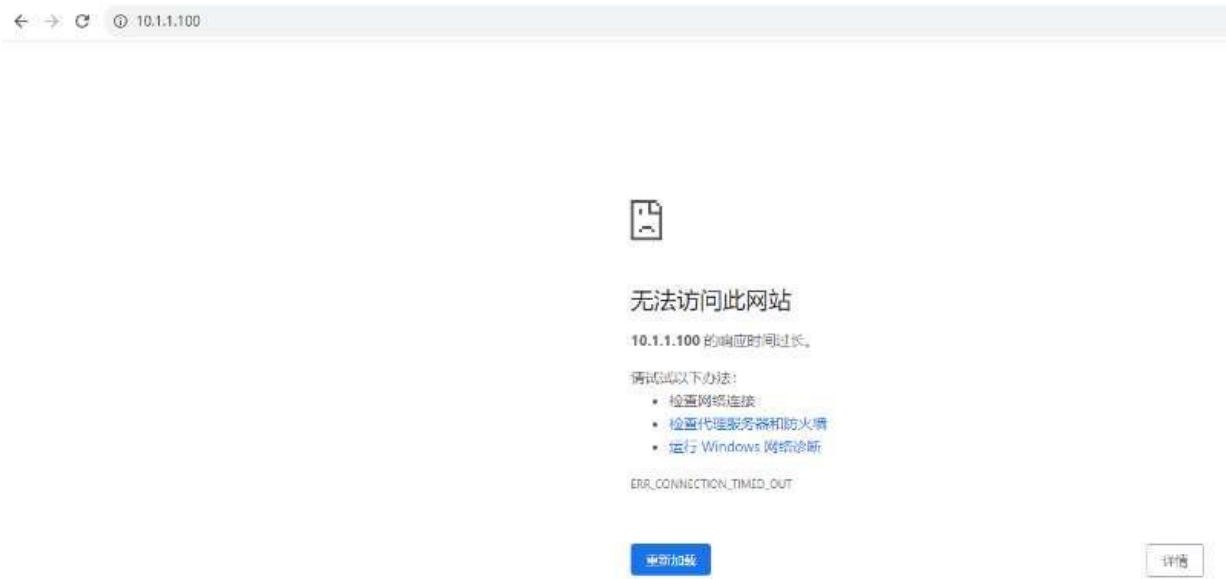 10.1.1.100
无法访问此网站
10.1.1.100 的响应时间过长。
请试试以下办法：
检查网络连接
检查代理服务器和防火墙
运行 Windows 网络诊断
ERR_CONNECTION_TIMED_OUT
重新加载
详情